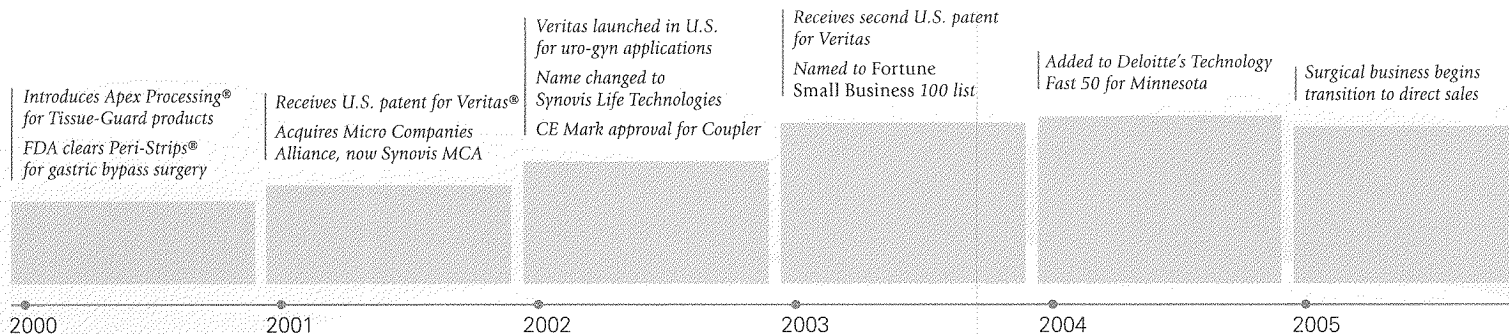 Introduces Apex Processing®
for Tissue-Guard products
FDA clears Peri-Strips®
for gastric bypass surgery
Receives U.S. patent for Veritas®
Acquires Micro Companies
Alliance, now Synovis MCA
Veritas launched in U.S.
for uro-gyn applications
Name changed to
Synovis Life Technologies
CE Mark approval for Coupler
Receives second U.S. patent
for Veritas
Named to Fortune
Small Business 100 list
Added to Deloitte's Technology
Fast 50 for Minnesota
Surgical business begins
transition to direct sales
2000
2001
2002
2003
2004
2005